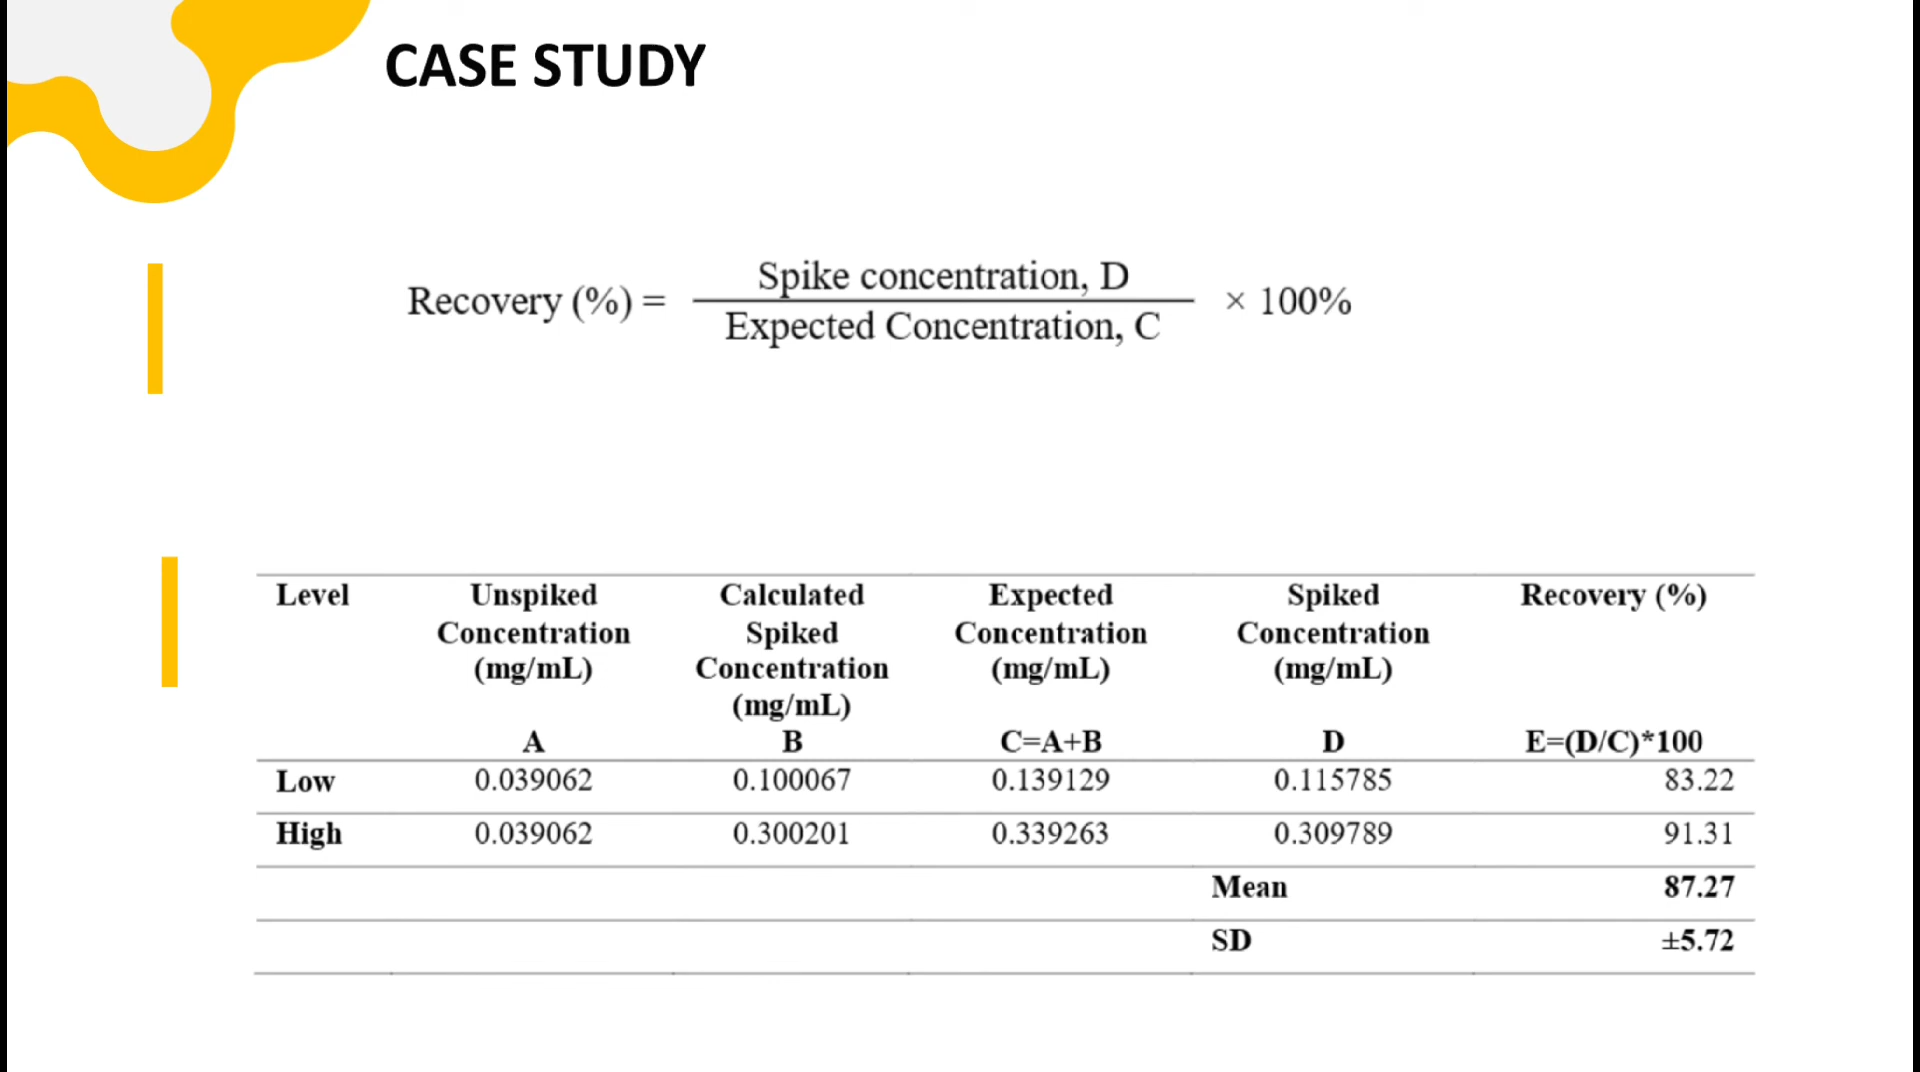 CASE STUDY
Recovery (%) = Spike concentration, D / Expected Concentration, C × 100%
Level Unspiked Calculated Expected Spiked Recovery (%)
Concentration Spiked Concentration Concentration
(mg/mL) Concentration (mg/mL) (mg/mL)
(mg/mL)
A B C=A+B D E=(D/C)*100
Low 0.039062 0.100067 0.139129 0.115785 83.22
High 0.039062 0.300201 0.339263 0.309789 91.31
Mean 87.27
SD ±5.72